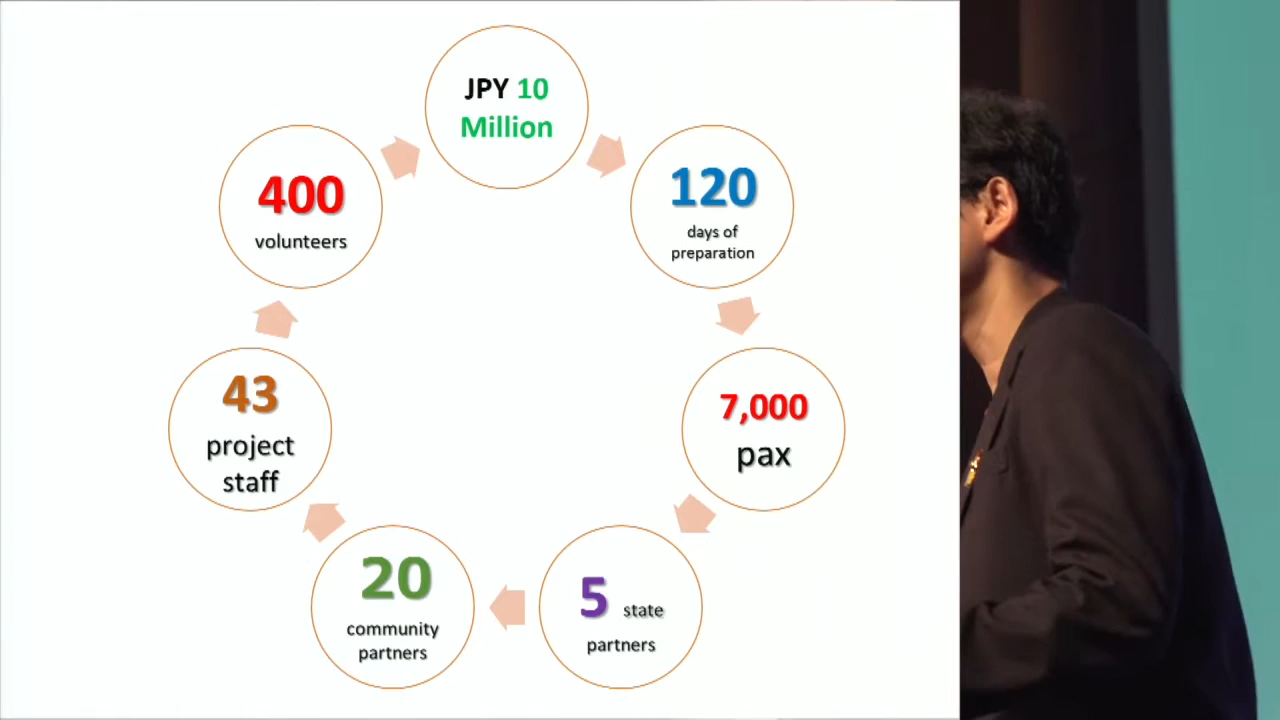 JPY 10
Million
120
days of
preparation
7,000
pax
5 state
partners
20
community
partners
43
project
staff
400
volunteers